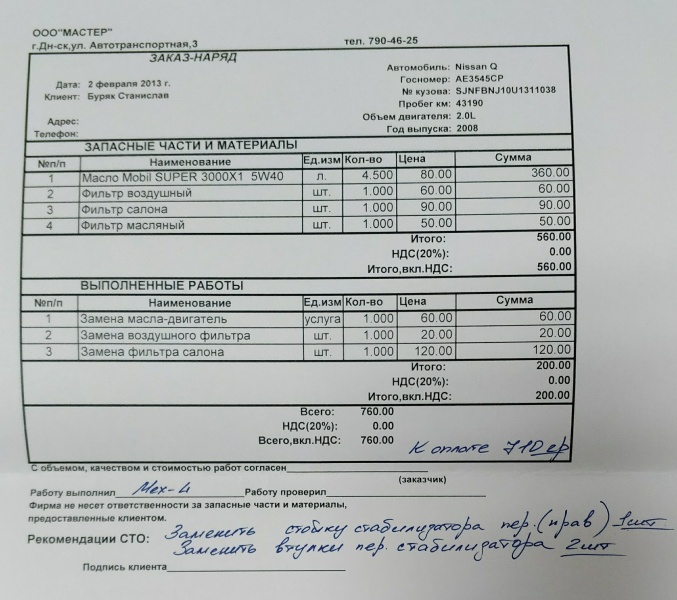 ООО"МАСТЕР"
г.Дн-ск,ул. Автотранспортная,3 тел. 790-46-25
ЗАКАЗ-НАРЯД
Автомобиль: Nissan Q
Госномер: АЕ3545СР
Дата: 2 февраля 2013 г.
№ кузова: SJNFBNJ10U1311038
Клиент: Буряк Станислав
Пробег км: 43190
Объем двигателя: 2.0L
Адрес:
Год выпуска: 2008
Телефон:
ЗАПАСНЫЕ ЧАСТИ И МАТЕРИАЛЫ
№п/п Наименование Ед.изм Кол-во Цена Сумма
1 Масло Mobil SUPER 3000X1 5W40 л. 4.500 80.00 360.00
2 Фильтр воздушный шт. 1.000 60.00 60.00
3 Фильтр салона шт. 1.000 90.00 90.00
4 Фильтр масляный шт. 1.000 50.00 50.00
Итого: 560.00
НДС(20%): 0.00
Итого,вкл.НДС: 560.00
ВЫПОЛНЕННЫЕ РАБОТЫ
№п/п Наименование Ед.изм Кол-во Цена Сумма
1 Замена масла-двигатель услуга 1.000 60.00 60.00
2 Замена воздушного фильтра шт. 1.000 20.00 20.00
3 Замена фильтра салона шт. 1.000 120.00 120.00
Итого: 200.00
НДС(20%): 0.00
Итого,вкл.НДС: 200.00
Всего: 760.00
НДС(20%): 0.00
Всего,вкл.НДС: 760.00
К оплате 710
С объемом, качеством и стоимостью работ согласен
(заказчик)
Работу выполнил Мех-4 Работу проверил
Фирма не несет ответственности за запасные части и материалы,
предоставленные клиентом.
Рекомендации СТО: Заменить стойку стабилизатора пер.(прав) 1шт
Заменить втулки пер. стабилизатора 2шт
Подпись клиента